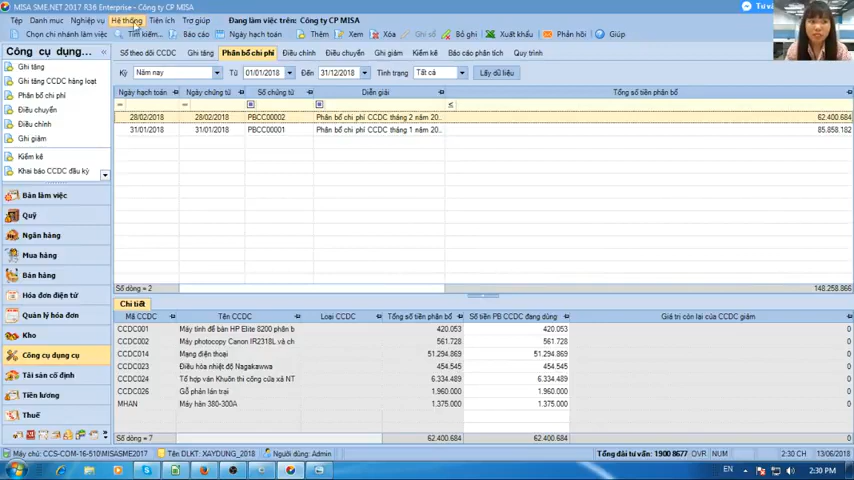 MISA SME.NET 2017 R36 Enterprise - Công ty CP MISA
Tư vấn
Tệp Danh mục Nghiệp vụ Hệ thống Tiện ích Trợ giúp Đang làm việc trên: Công ty CP MISA
Chọn chi nhánh làm việc Tìm kiếm... Báo cáo Ngày hạch toán Thêm Xem Xóa Ghi sổ Bỏ ghi Xuất khẩu Giúp
Công cụ dụng...
Sổ theo dõi CCDC Ghi tăng Phân bổ chi phí Điều chỉnh Điều chuyển Ghi giảm Kiểm kê Báo cáo phân tích Quy trình
Ghi tăng
Ghi tăng CCDC hàng loạt
Phân bổ chi phí
Điều chuyển
Điều chỉnh
Ghi giảm
Kiểm kê
Khai báo CCDC đầu kỳ
Kỳ Năm nay Từ 01/01/2018 Đến 31/12/2018 Tình trạng Tất cả Lấy dữ liệu
Ngày hạch toán Ngày chứng từ Số chứng từ Diễn giải Tổng số tiền phân bổ
= = ≤
28/02/2018 28/02/2018 PBCC00002 Phân bổ chi phí CCDC tháng 2 năm 20.. 62.400.684
31/01/2018 31/01/2018 PBCC00001 Phân bổ chi phí CCDC tháng 1 năm 20.. 85.858.182
Số dòng = 2 148.258.866
Bàn làm việc
Quỹ
Ngân hàng
Mua hàng
Bán hàng
Hóa đơn điện tử
Quản lý hóa đơn
Kho
Công cụ dụng cụ
Tài sản cố định
Tiền lương
Thuế
Chi tiết
Mã CCDC Tên CCDC Loại CCDC Tổng số tiền phân bổ Số tiền PB CCDC đang dùng Giá trị còn lại của CCDC giảm
CCDC001 Máy tính để bàn HP Elite 8200 phân b 420.053 420.053 0
CCDC002 Máy photocopy Canon IR2318L và ch 561.728 561.728 0
CCDC014 Mạng điện thoại 51.294.869 51.294.869 0
CCDC023 Điều hòa nhiệt độ Nagakawwa 454.545 454.545 0
CCDC024 Tổ hợp ván Khuôn thi công của xã NT 6.334.489 6.334.489 0
CCDC026 Gỗ phản lán trại 1.960.000 1.960.000 0
MHAN Máy hàn 380-300A 1.375.000 1.375.000 0
Số dòng = 7 62.400.684 62.400.684 0
Máy chủ: CCS-COM-16-510\MISASME2017 Tên DLKT: XAYDUNG_2018 Người dùng: Admin Tổng đài tư vấn: 1900 8677 OVR NUM 2:30 CH 13/06/2018
EN 2:30 PM